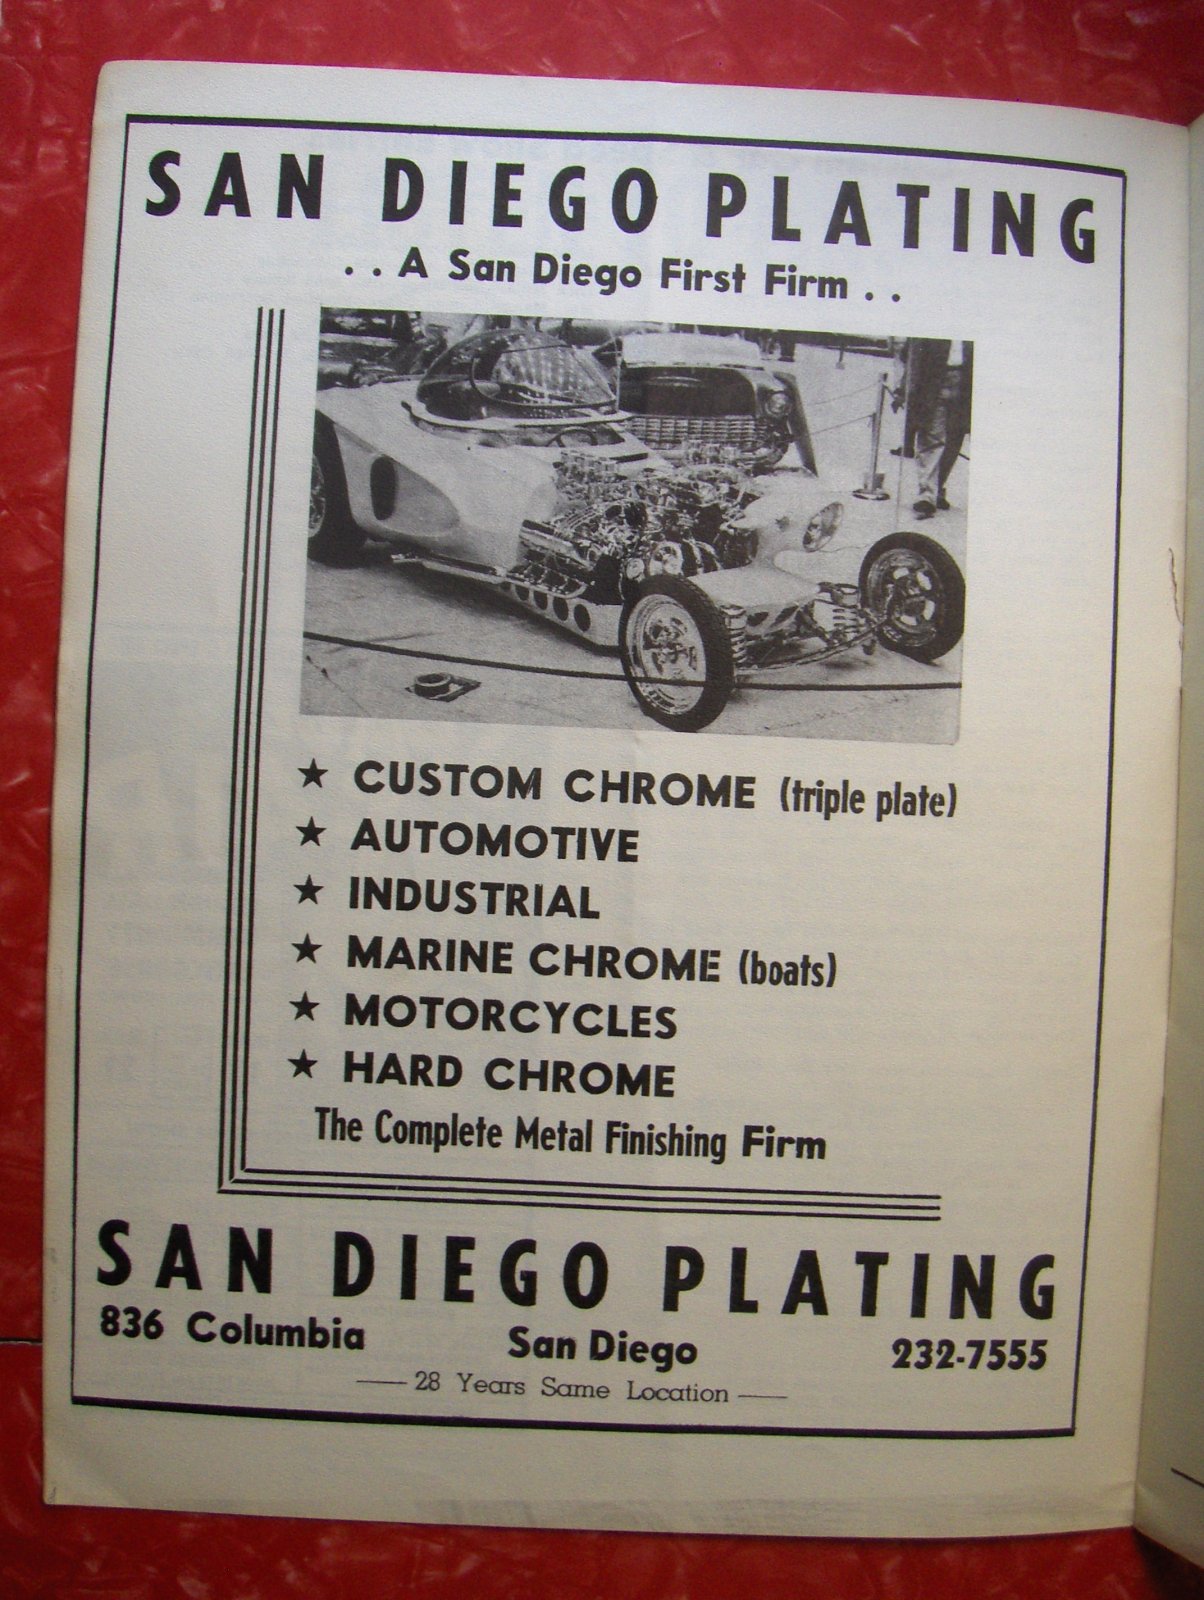 SAN DIEGO PLATING
. . A San Diego First Firm . .
★ CUSTOM CHROME (triple plate)
★ AUTOMOTIVE
★ INDUSTRIAL
★ MARINE CHROME (boats)
★ MOTORCYCLES
★ HARD CHROME
The Complete Metal Finishing Firm
SAN DIEGO PLATING
836 Columbia San Diego 232-7555
— 28 Years Same Location —